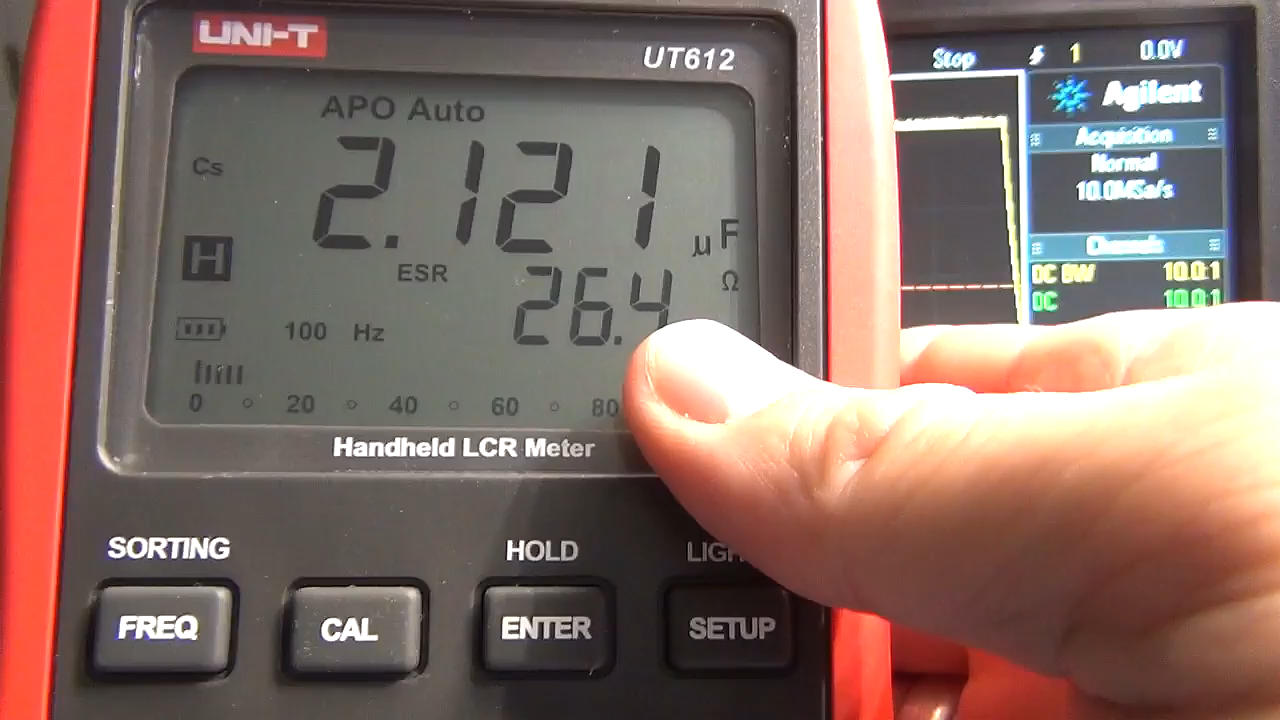 UNI-T
UT612
APO Auto
Cs
2.121 µF
H
ESR
26.4 Ω
100 Hz
0 20 40 60 80
Handheld LCR Meter
SORTING
HOLD
FREQ
CAL
ENTER
SETUP
Stop 1 0.0V
Agilent
Acquisition
Normal
10.0MSa/s
Channels
DC BW 10.0:1
DC 10.0:1